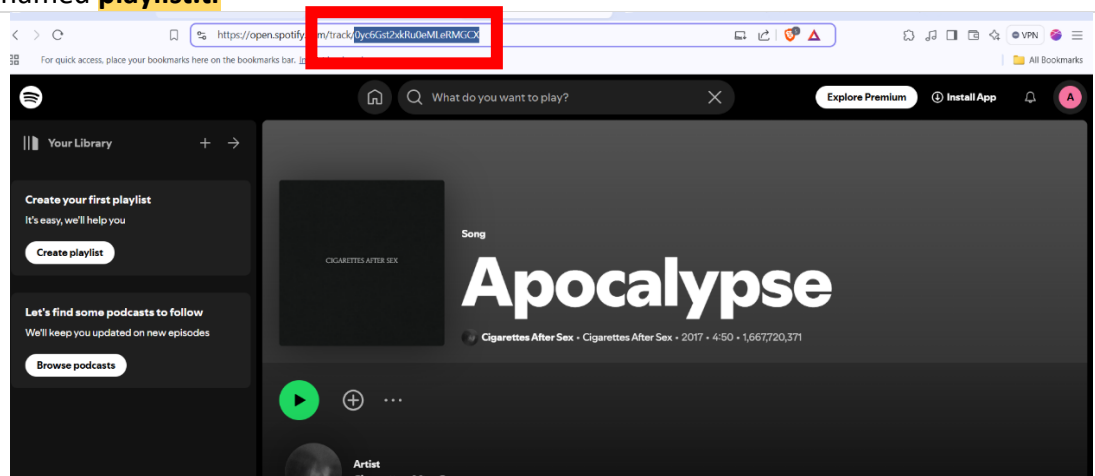 named playlist.tf
https://open.spotify.com/track/0yc6Gst2xkRu0eMLeRMGCX
VPN
For quick access, place your bookmarks here on the bookmarks bar.
All Bookmarks
What do you want to play?
Explore Premium
Install App
A
Your Library
Create your first playlist
It's easy, we'll help you
Create playlist
Let's find some podcasts to follow
We'll keep you updated on new episodes
Browse podcasts
CIGARETTES AFTER SEX
Song
Apocalypse
Cigarettes After Sex • Cigarettes After Sex • 2017 • 4:50 • 1,667,720,371
Artist